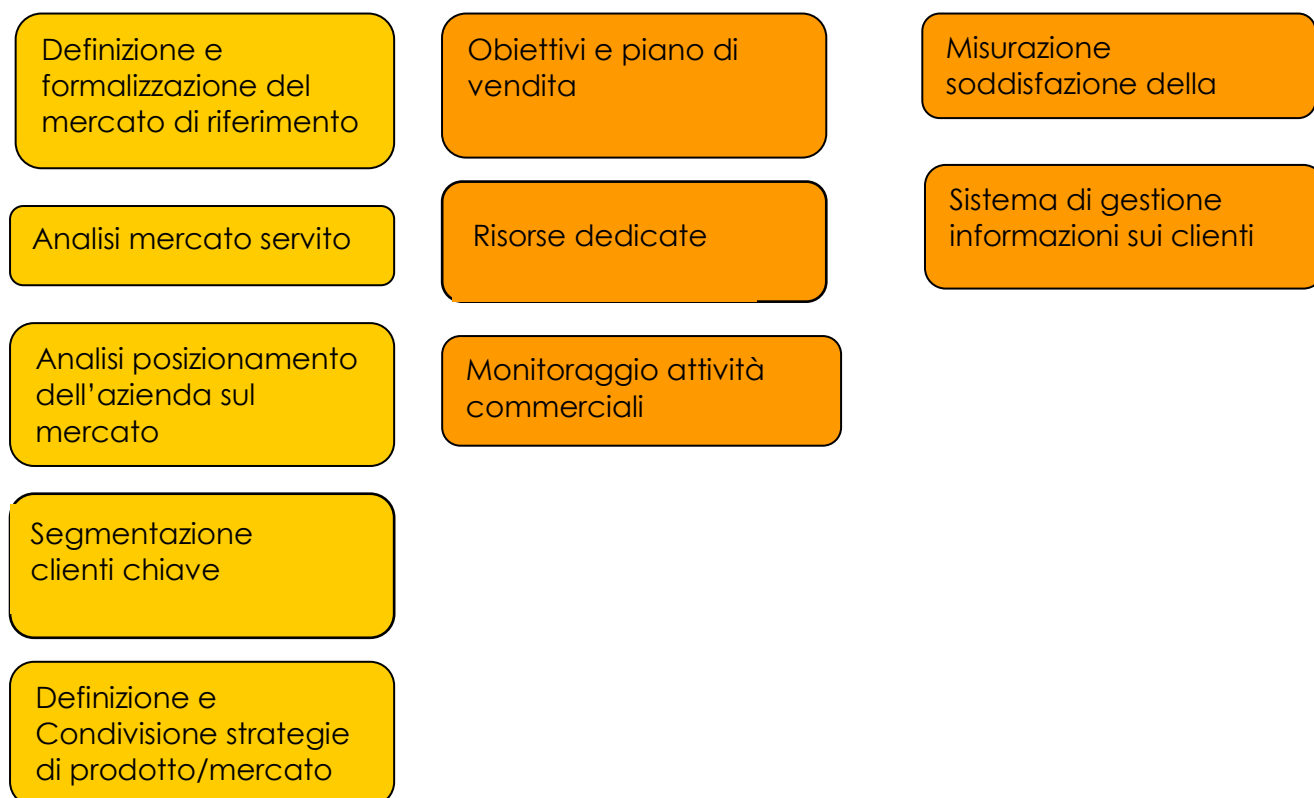 Definizione e
formalizzazione del
mercato di riferimento
Analisi mercato servito
Analisi posizionamento
dell’azienda sul
mercato
Segmentazione
clienti chiave
Definizione e
Condivisione strategie
di prodotto/mercato
Obiettivi e piano di
vendita
Risorse dedicate
Monitoraggio attività
commerciali
Misurazione
soddisfazione della
Sistema di gestione
informazioni sui clienti